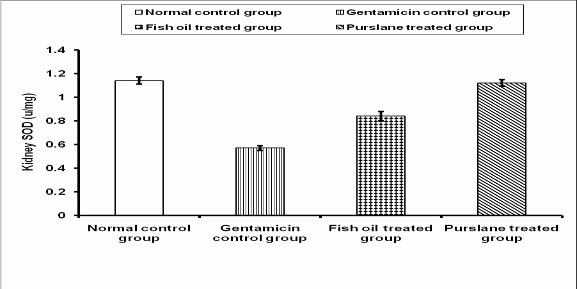 Normal control group
Gentamicin control group
Fish oil treated group
Purslane treated group
Kidney SOD (u/mg)
1.4
1.2
1
0.8
0.6
0.4
0.2
0
Normal control
group
Gentamicin
control group
Fish oil treated
group
Purslane treated
group